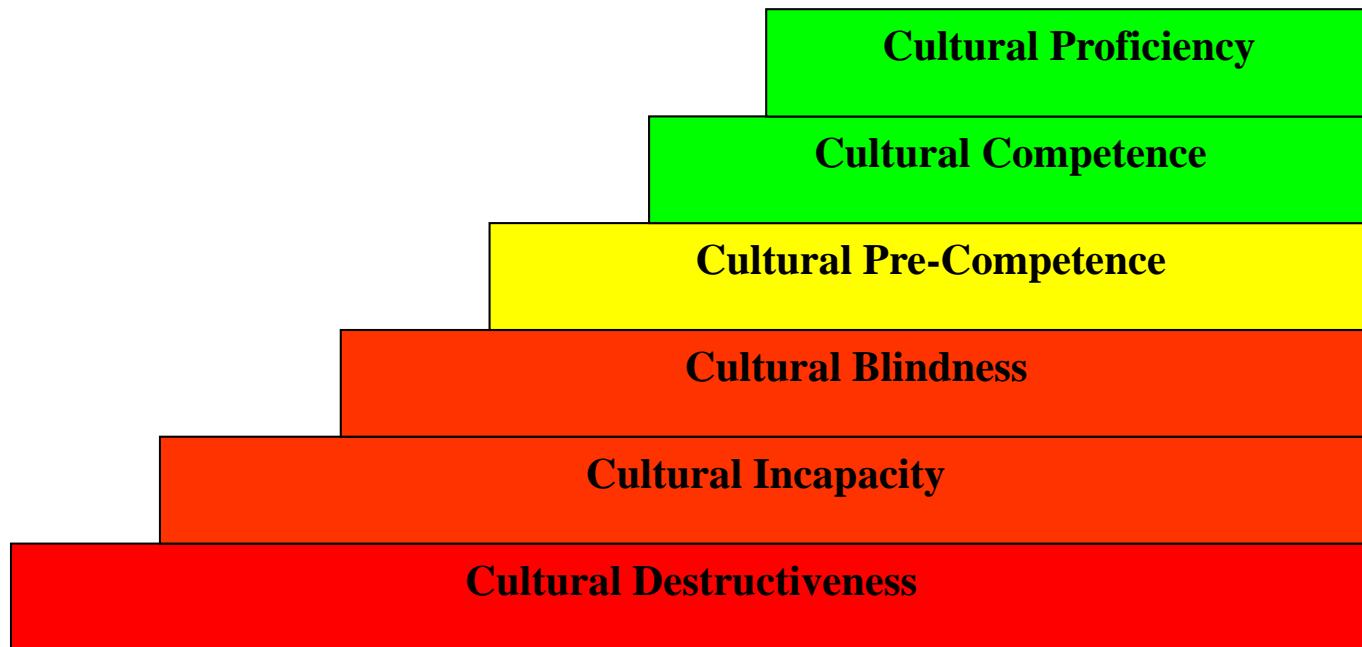 Cultural Proficiency
Cultural Competence
Cultural Pre-Competence
Cultural Blindness
Cultural Incapacity
Cultural Destructiveness